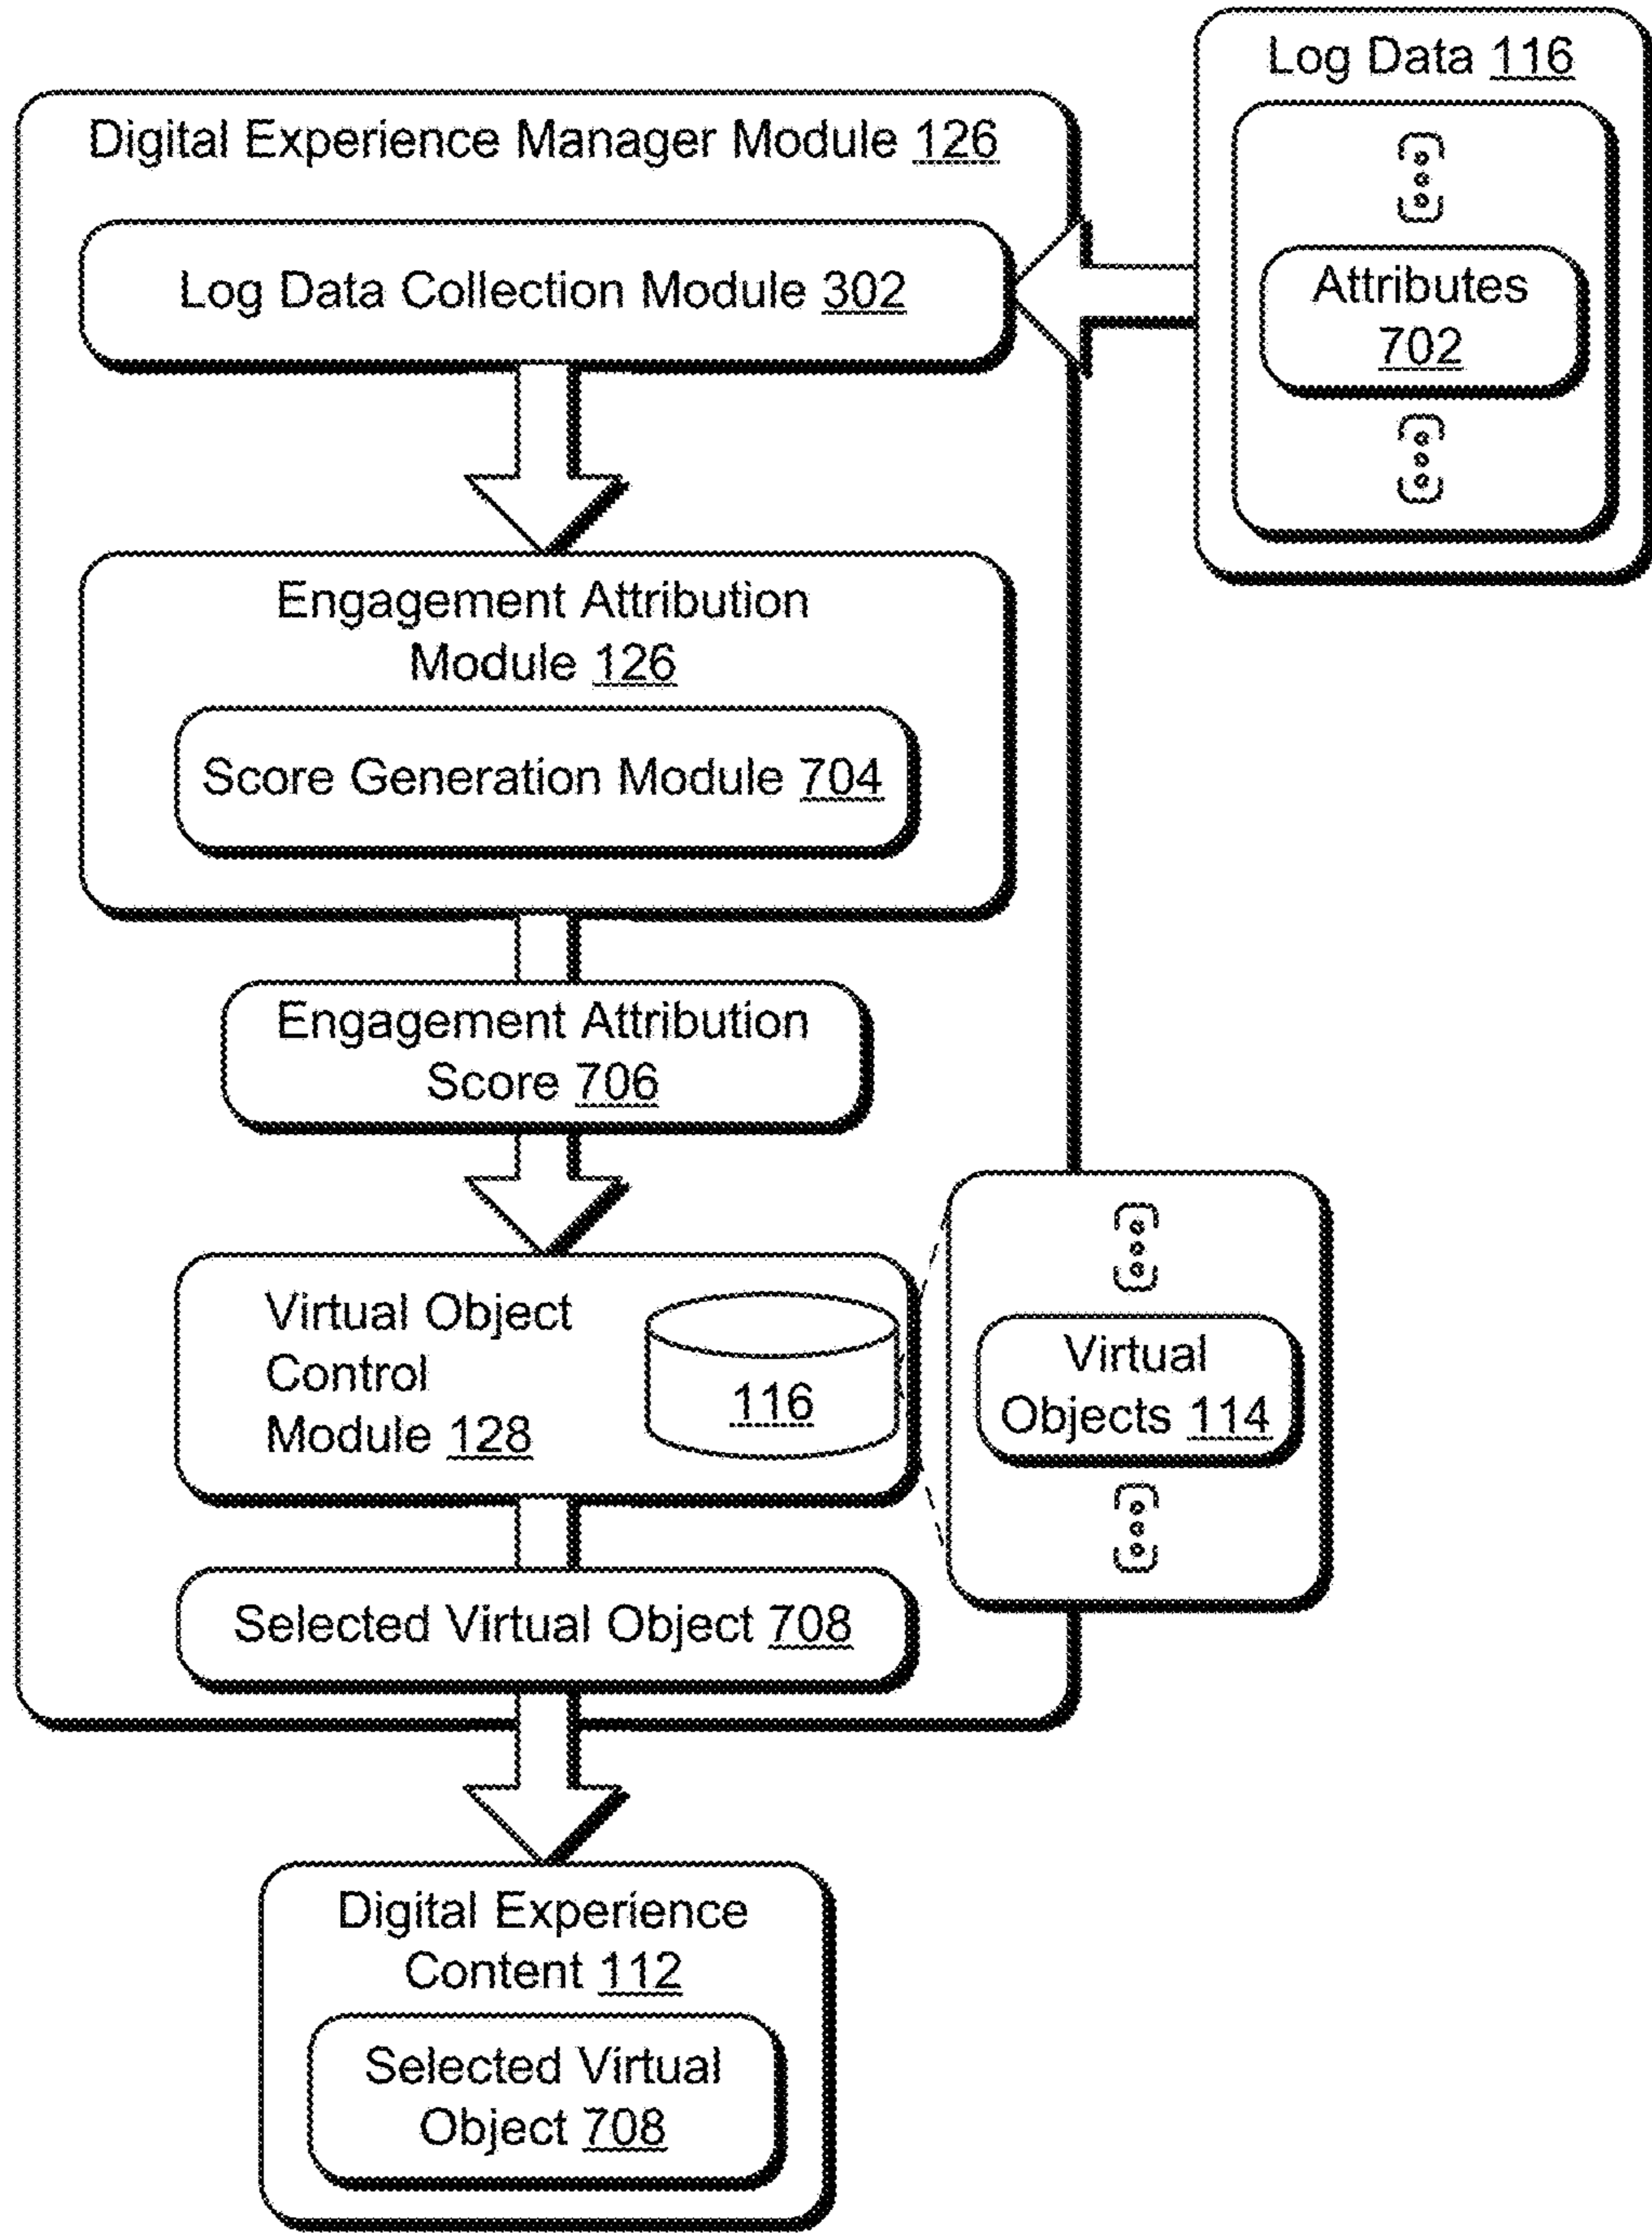 Log Data 116
Attributes
702
Digital Experience Manager Module 126
Log Data Collection Module 302
Engagement Attribution
Module 126
Score Generation Module 704
Engagement Attribution
Score 706
Virtual Object
Control
Module 128
116
Virtual
Objects 114
Selected Virtual Object 708
Digital Experience
Content 112
Selected Virtual
Object 708